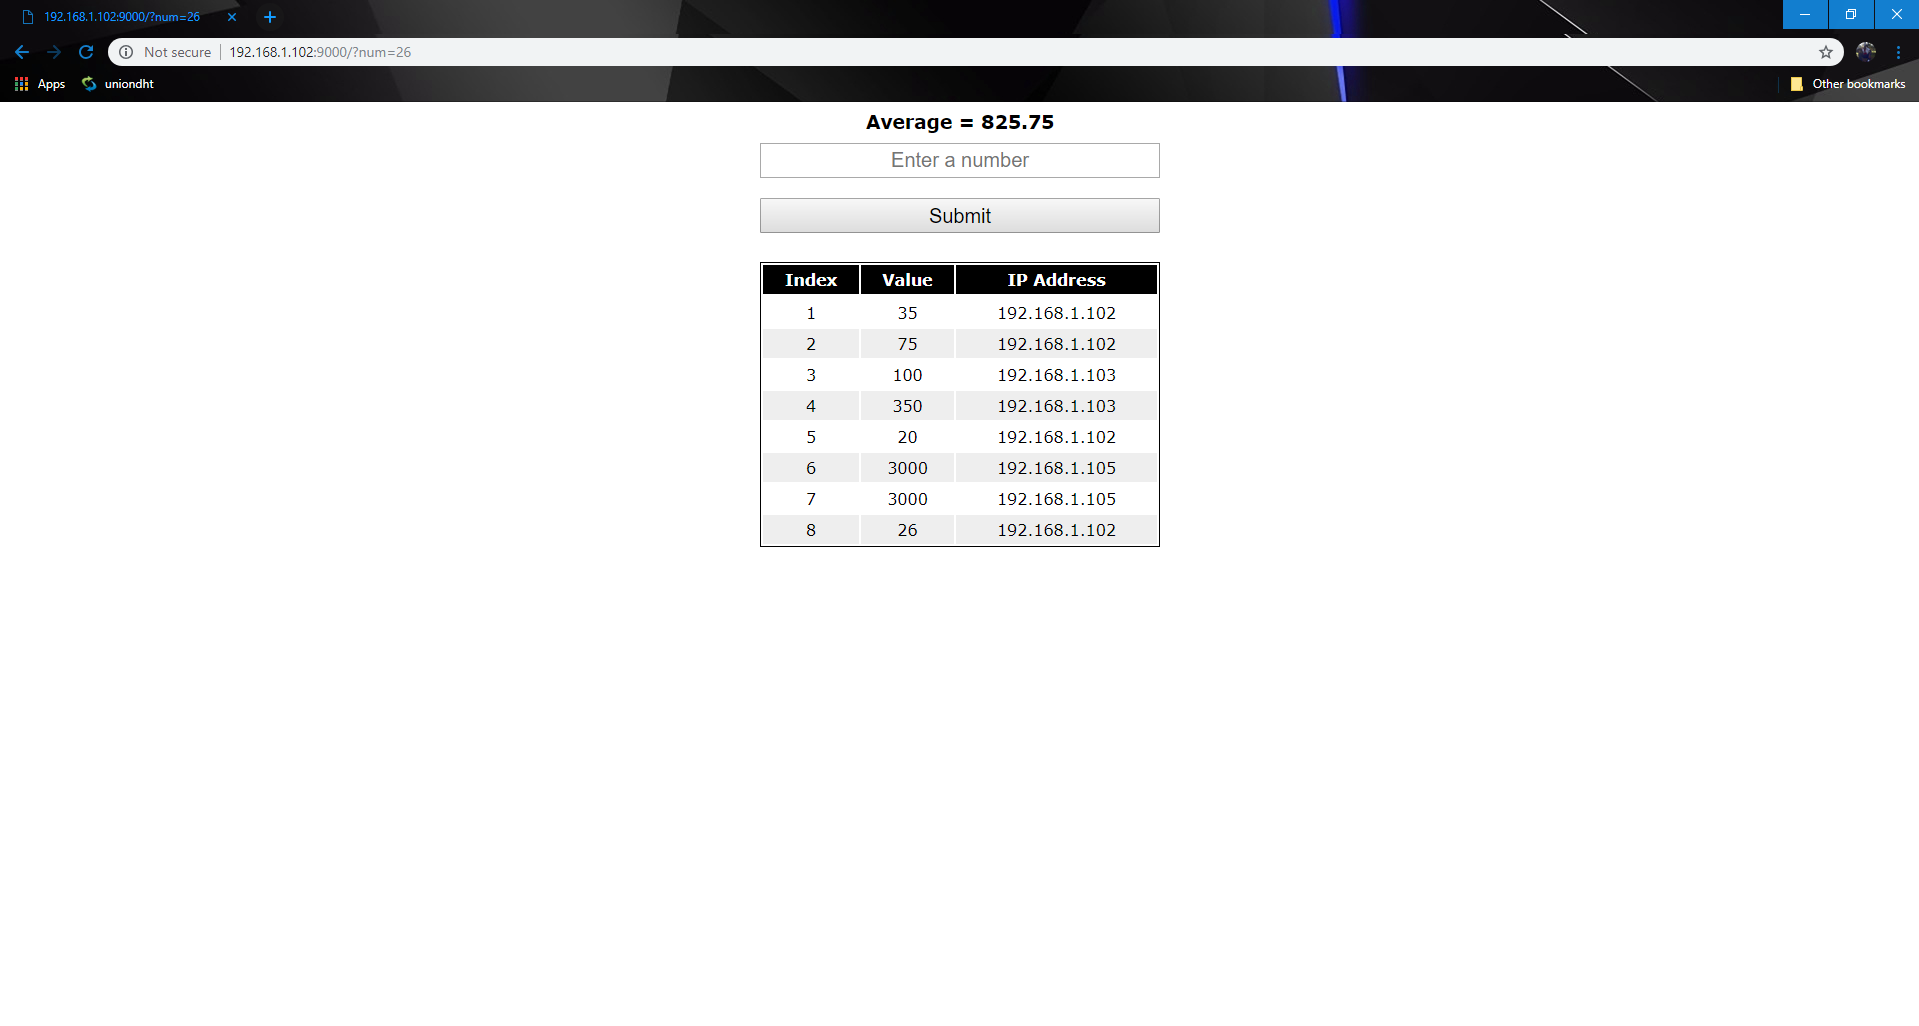 192.168.1.102:9000/?num=26
Not secure 192.168.1.102:9000/?num=26
Apps uniondht Other bookmarks
Average = 825.75
Enter a number
Submit
Index Value IP Address
1 35 192.168.1.102
2 75 192.168.1.102
3 100 192.168.1.103
4 350 192.168.1.103
5 20 192.168.1.102
6 3000 192.168.1.105
7 3000 192.168.1.105
8 26 192.168.1.102